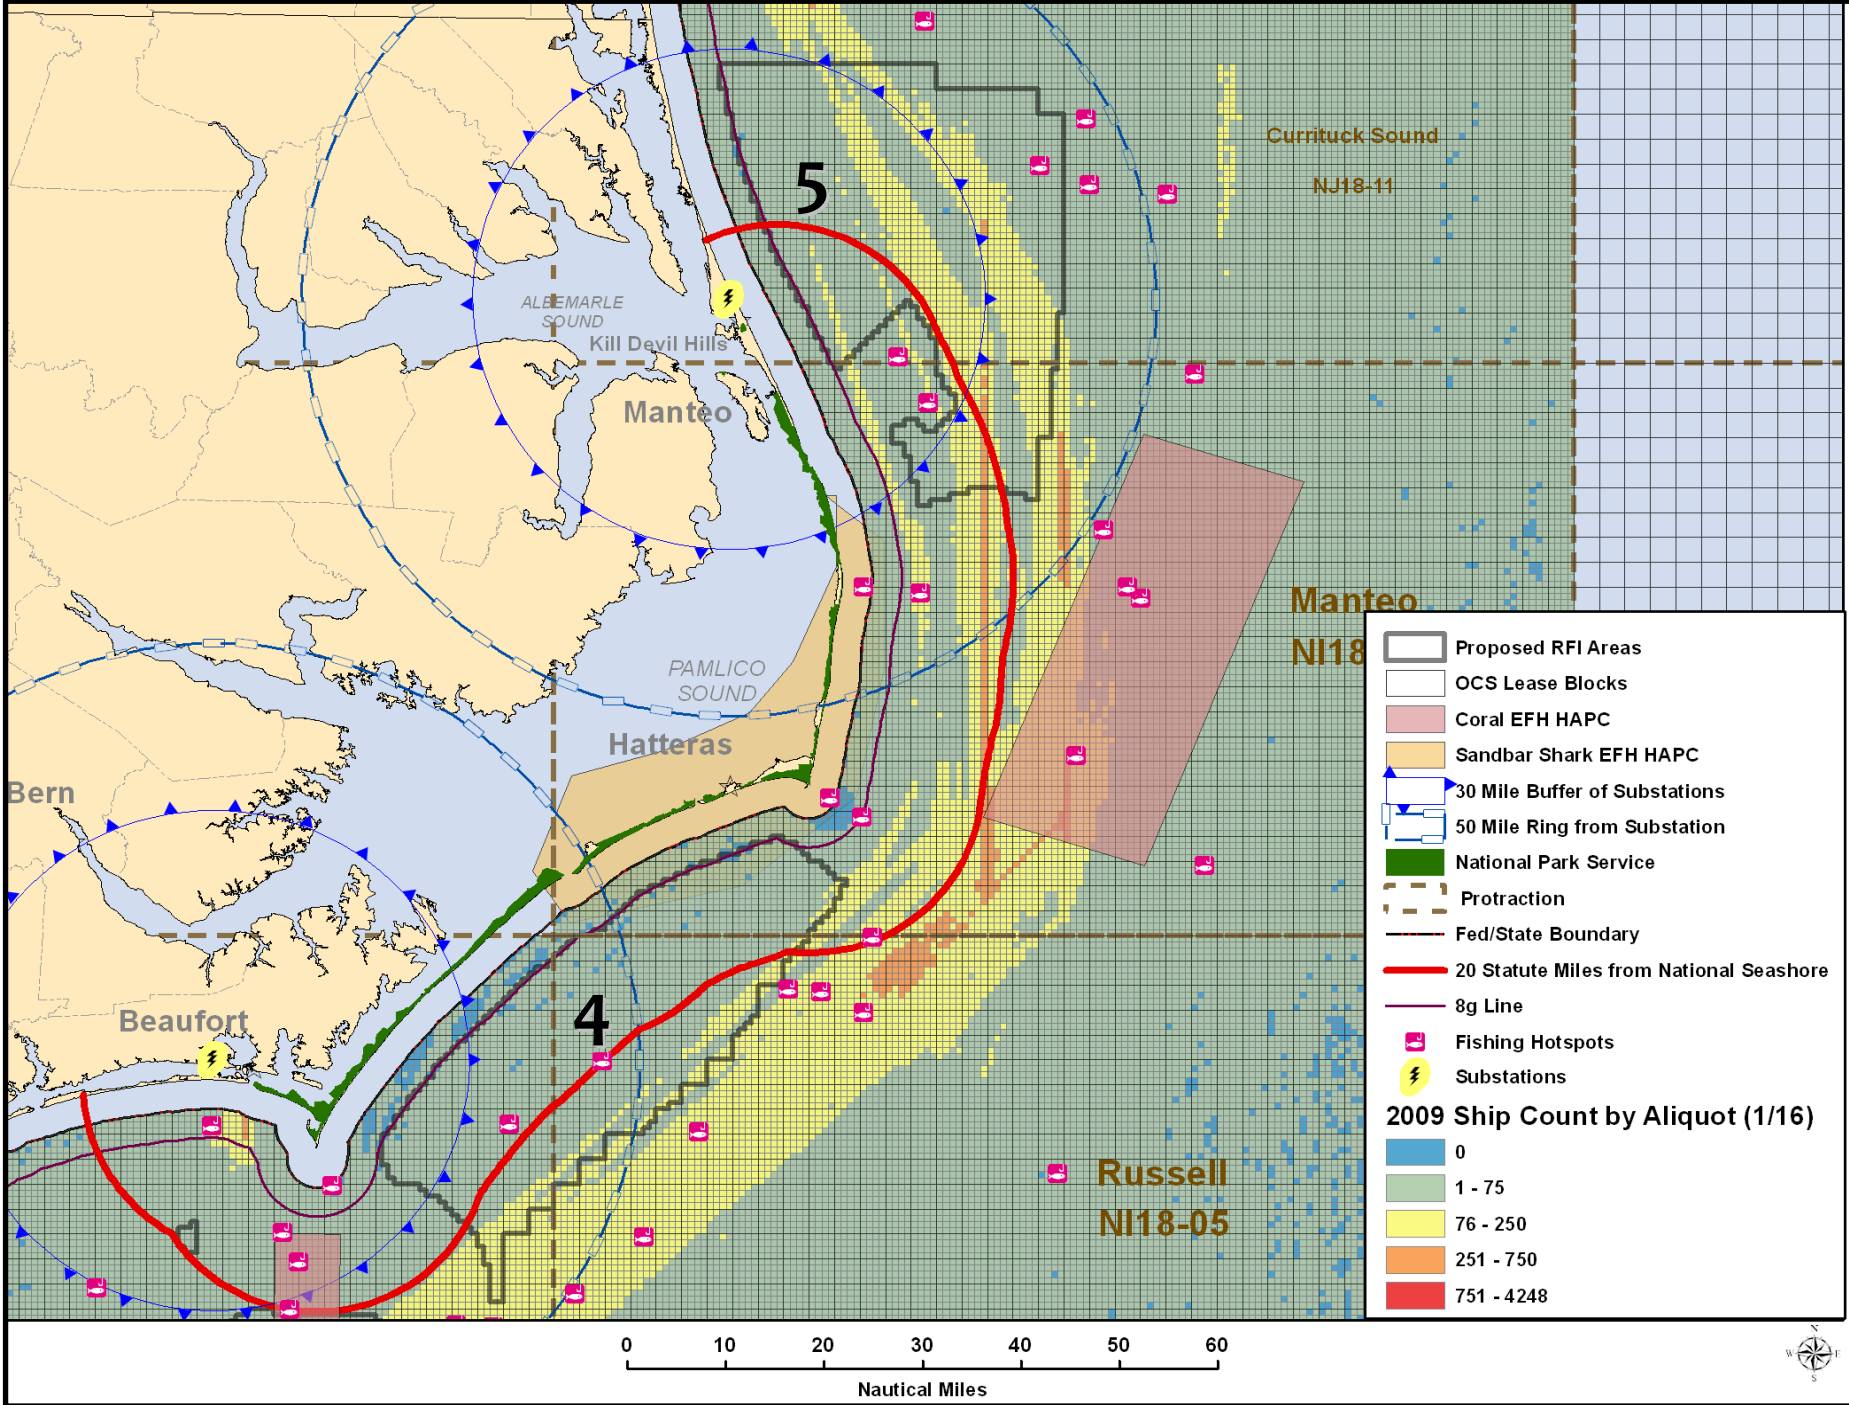 5
Currituck Sound
NJ18-11
ALBEMARLE
SOUND
Kill Devil Hills
Manteo
Manteo
NI18
PAMLICO
SOUND
Hatteras
Bern
4
Beaufort
Russell
NI18-05
Proposed RFI Areas
OCS Lease Blocks
Coral EFH HAPC
Sandbar Shark EFH HAPC
30 Mile Buffer of Substations
50 Mile Ring from Substation
National Park Service
Protraction
Fed/State Boundary
20 Statute Miles from National Seashore
8g Line
Fishing Hotspots
Substations
2009 Ship Count by Aliquot (1/16)
0
1 - 75
76 - 250
251 - 750
751 - 4248
0 10 20 30 40 50 60
Nautical Miles
N
W E
S